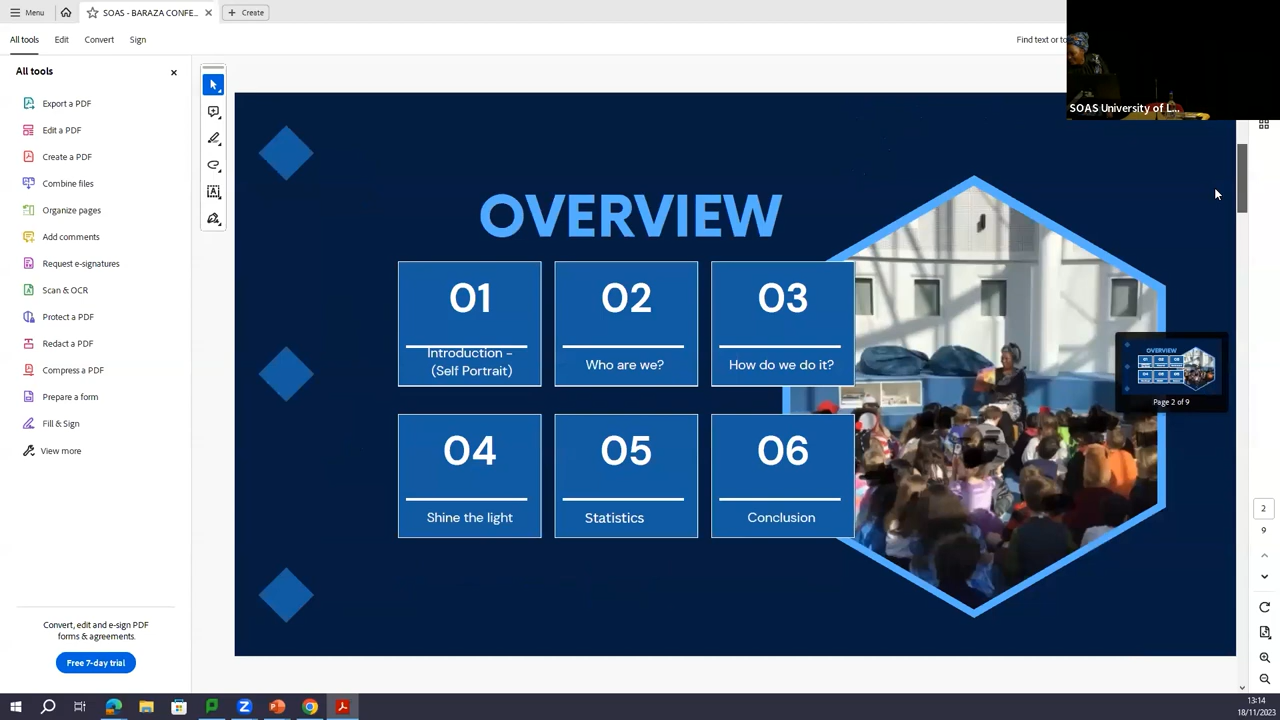 Menu
SOAS - BARAZA CONFE...
Create
All tools
Edit
Convert
Sign
Find text or to
All tools
Export a PDF
Edit a PDF
Create a PDF
Combine files
Organize pages
Add comments
Request e-signatures
Scan & OCR
Protect a PDF
Redact a PDF
Compress a PDF
Prepare a form
Fill & Sign
View more
Convert, edit and e-sign PDF
forms & agreements.
Free 7-day trial
SOAS University of L...
OVERVIEW
01
Introduction –
(Self Portrait)
02
Who are we?
03
How do we do it?
04
Shine the light
05
Statistics
06
Conclusion
OVERVIEW
Page 2 of 9
2
9
13:14
18/11/2023